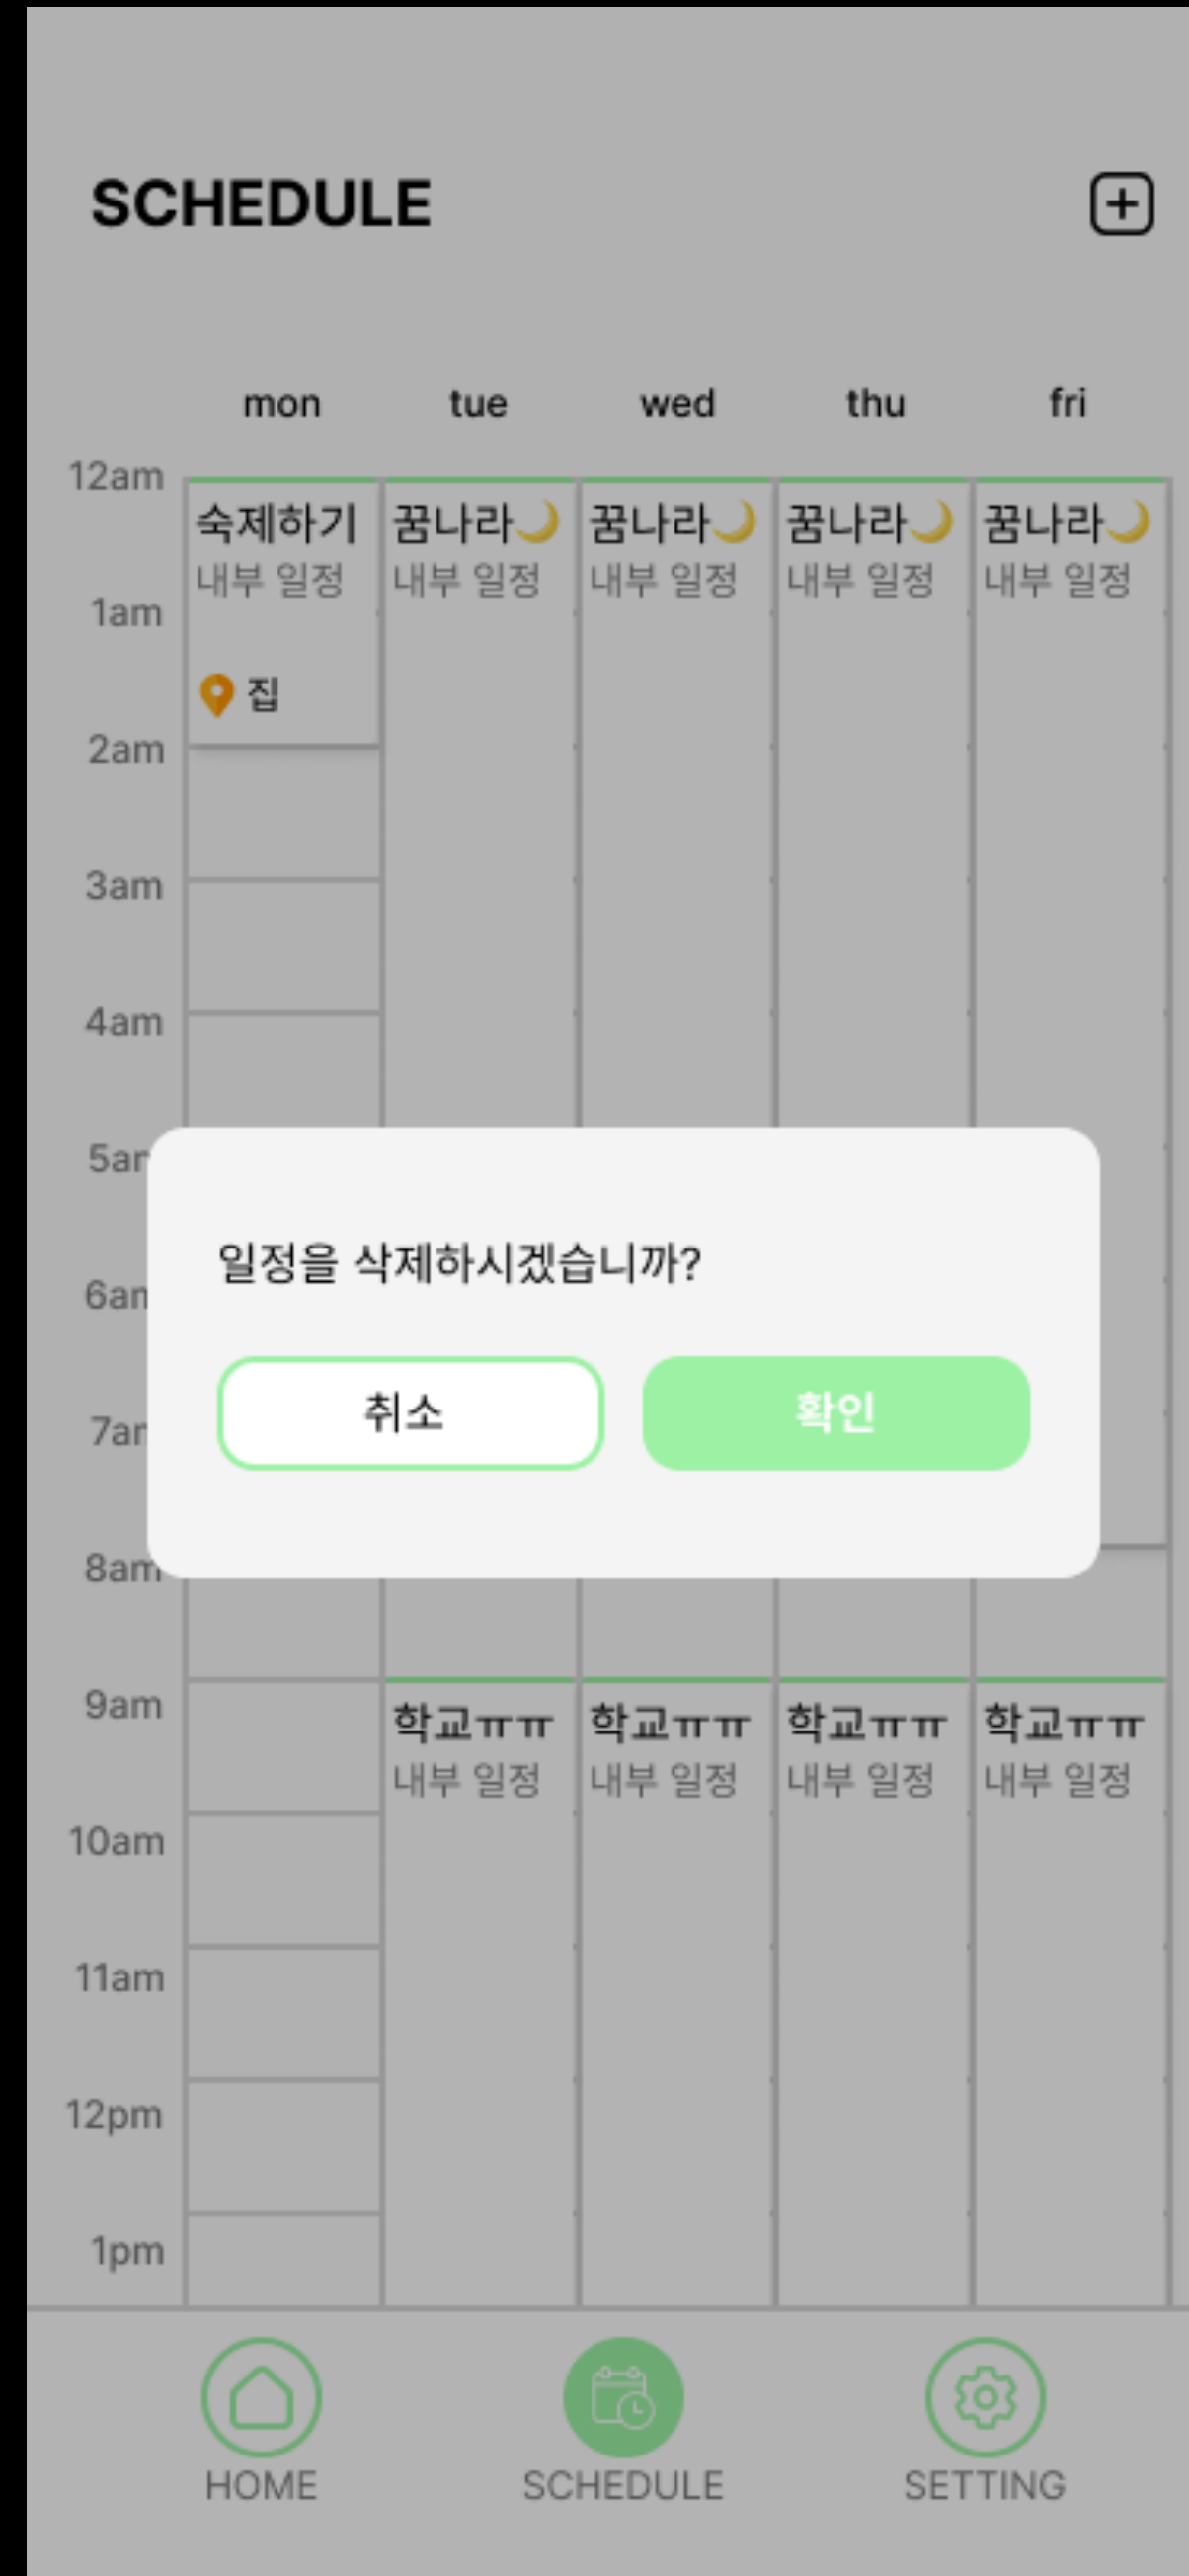 SCHEDULE
mon tue wed thu fri
12am
숙제하기 꿈나라🌙 꿈나라🌙 꿈나라🌙 꿈나라🌙
내부 일정 내부 일정 내부 일정 내부 일정 내부 일정
1am
집
2am
3am
4am
5am
일정을 삭제하시겠습니까?
6am
취소 확인
7am
8am
9am
학교ㅠㅠ 학교ㅠㅠ 학교ㅠㅠ 학교ㅠㅠ
내부 일정 내부 일정 내부 일정 내부 일정
10am
11am
12pm
1pm
HOME SCHEDULE SETTING